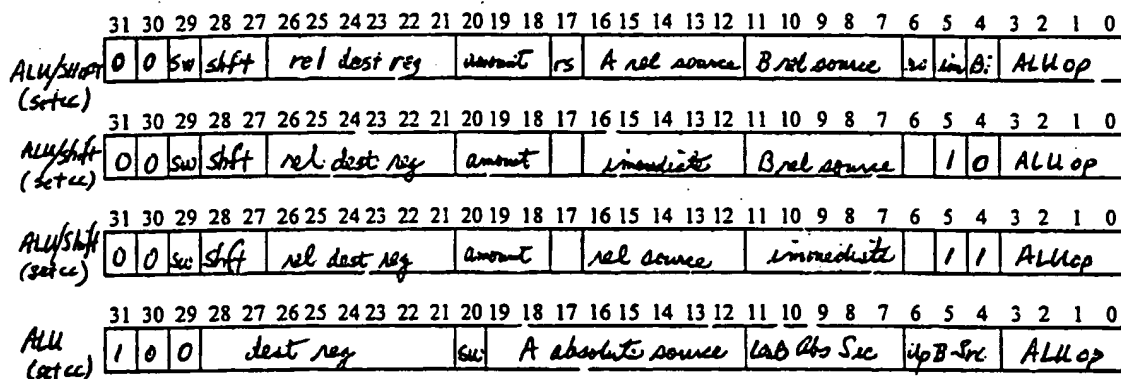 31 30 29 28 27 26 25 24 23 22 21 20 19 18 17 16 15 14 13 12 11 10 9 8 7 6 5 4 3 2 1 0
ALU/Shift 0 0 sw shft rel dest reg amount rs A rel source B rel source im Bi ALU op
(setcc)
31 30 29 28 27 26 25 24 23 22 21 20 19 18 17 16 15 14 13 12 11 10 9 8 7 6 5 4 3 2 1 0
ALU/Shift 0 0 sw shft rel dest reg amount immediate B rel source 1 0 ALU op
(setcc)
31 30 29 28 27 26 25 24 23 22 21 20 19 18 17 16 15 14 13 12 11 10 9 8 7 6 5 4 3 2 1 0
ALU/Shift 0 0 sw shft rel dest reg amount rel source immediate 1 1 ALU op
(setcc)
31 30 29 28 27 26 25 24 23 22 21 20 19 18 17 16 15 14 13 12 11 10 9 8 7 6 5 4 3 2 1 0
ALU 1 0 0 dest reg sw A absolute source B Abs Src B-Src ALU op
(setcc)